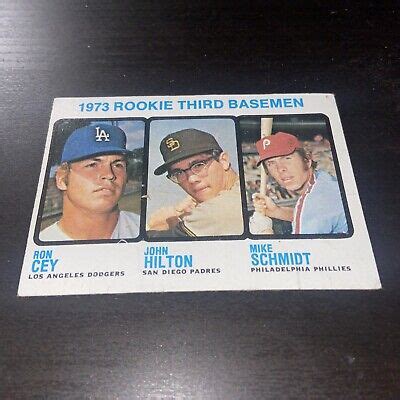 1973 ROOKIE THIRD BASEMEN
LA
SD
P
RON
CEY
LOS ANGELES DODGERS
JOHN
HILTON
SAN DIEGO PADRES
MIKE
SCHMIDT
PHILADELPHIA PHILLIES